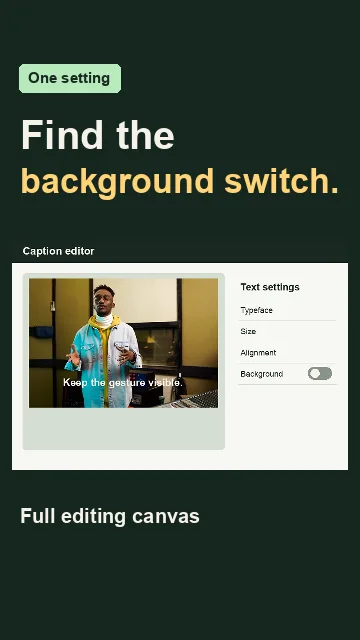 One setting
Find the
background switch.
Caption editor
Text settings
Typeface
Size
Alignment
Background
Keep the gesture visible.
Full editing canvas